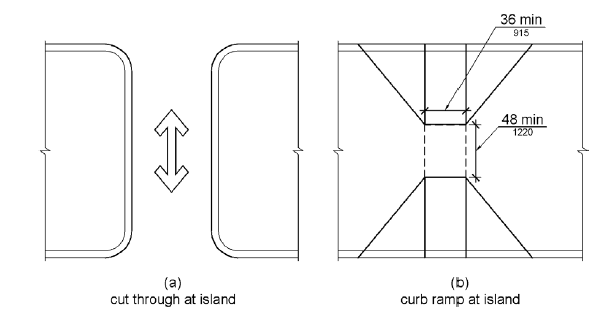 36 min
915
48 min
1220
(a)
cut through at island
(b)
curb ramp at island